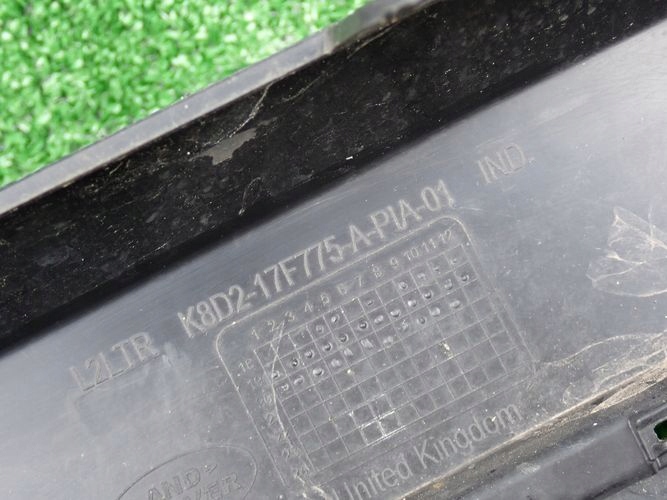 L2LTR K8D2-17F775-A-PIA-01 IND.
1 2 3 4 5 6 7 8 9 10 11 12
18
United Kingdom